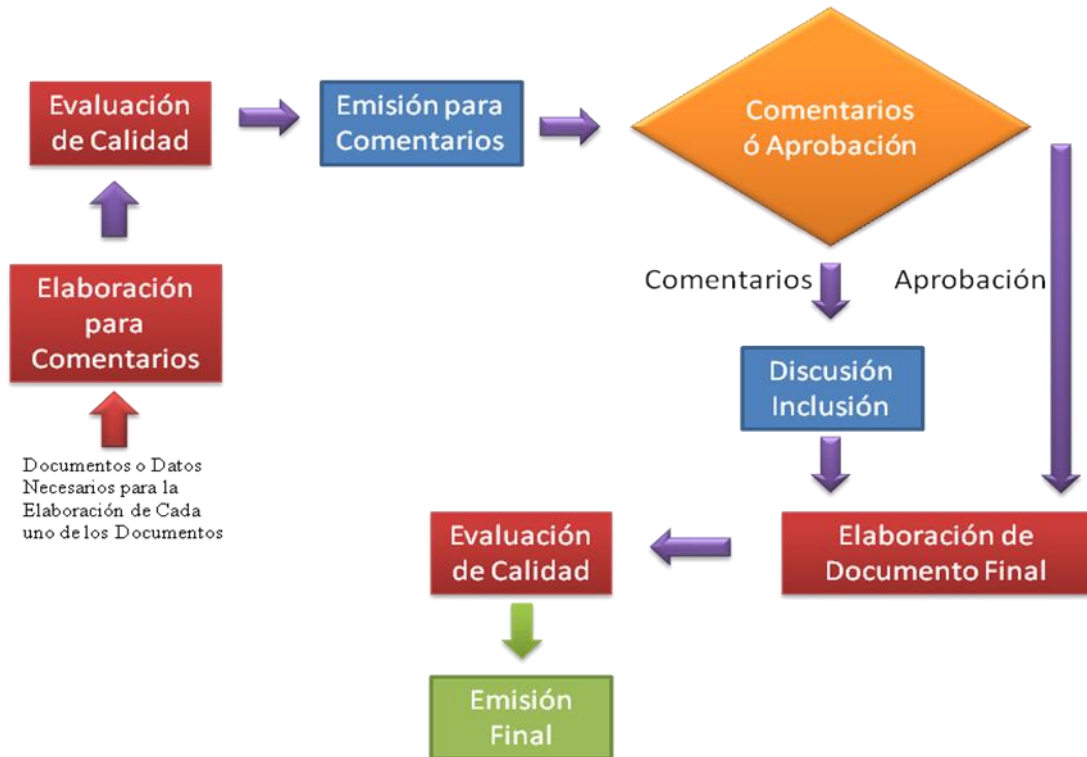 Evaluación
de Calidad
Emisión para
Comentarios
Comentarios
ó Aprobación
Elaboración
para
Comentarios
Comentarios
Aprobación
Discusión
Inclusión
Documentos o Datos
Necesarios para la
Elaboración de Cada
uno de los Documentos
Evaluación
de Calidad
Elaboración de
Documento Final
Emisión
Final